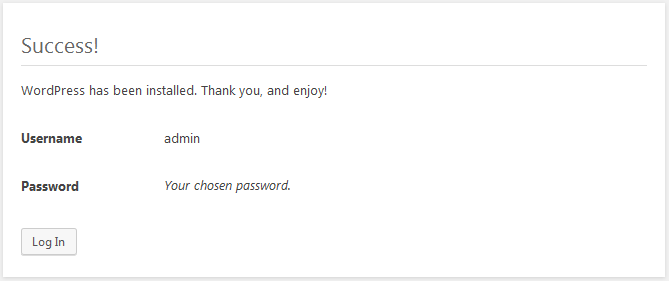 Success!
WordPress has been installed. Thank you, and enjoy!
Username admin
Password Your chosen password.
Log In